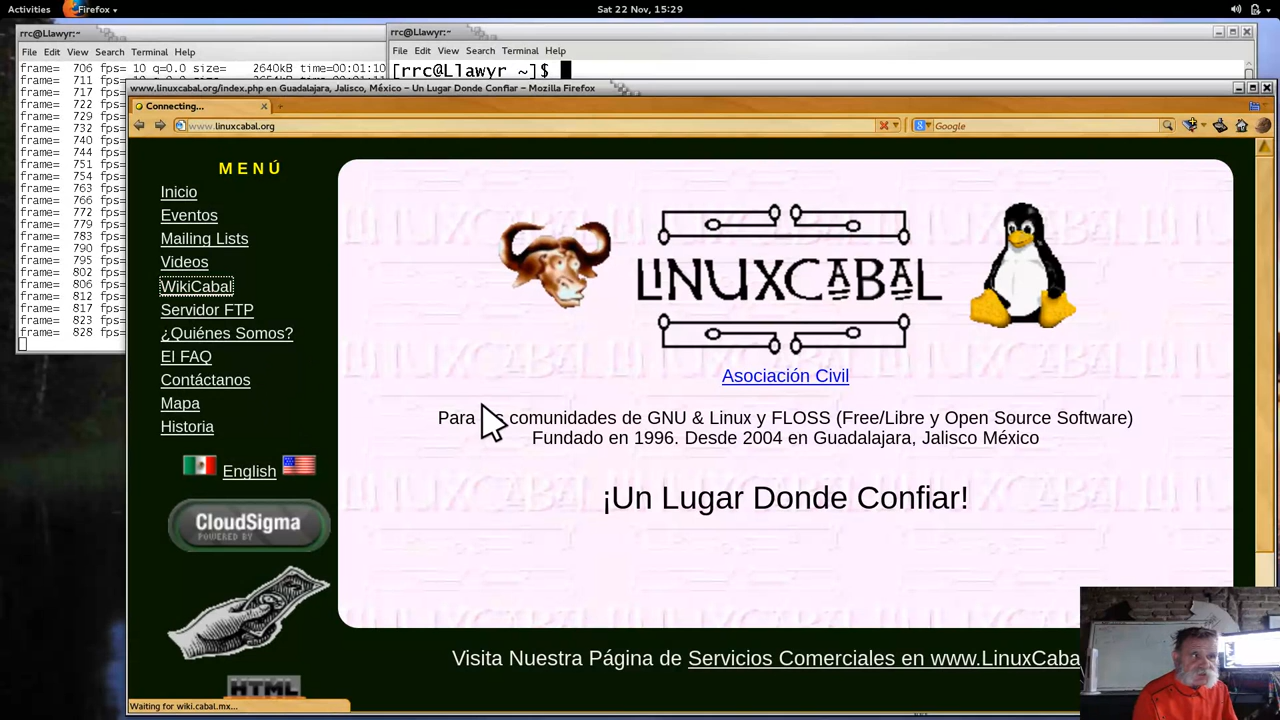 Activities
Firefox
Sat 22 Nov, 15:29
rrc@Llawyr:~
File Edit View Search Terminal Help
frame= 706 fps= 10 q=0.0 size= 2640kB time=00:01:10
frame= 711 fps=
frame= 717 fps=
frame= 722 fps=
frame= 729 fps=
frame= 732 fps=
frame= 740 fps=
frame= 744 fps=
frame= 751 fps=
frame= 754 fps=
frame= 763 fps=
frame= 766 fps=
frame= 772 fps=
frame= 779 fps=
frame= 783 fps=
frame= 790 fps=
frame= 795 fps=
frame= 802 fps=
frame= 806 fps=
frame= 812 fps=
frame= 817 fps=
frame= 823 fps=
frame= 828 fps=
rrc@Llawyr:~
File Edit View Search Terminal Help
[rrc@Llawyr ~]$
www.linuxcabal.org/index.php en Guadalajara, Jalisco, México - Un Lugar Donde Confiar - Mozilla Firefox
Connecting...
www.linuxcabal.org
Google
MENÚ
Inicio
Eventos
Mailing Lists
Videos
WikiCabal
Servidor FTP
¿Quiénes Somos?
El FAQ
Contáctanos
Mapa
Historia
English
CloudSigma
POWERED BY
HTML
LINUXCABAL
Asociación Civil
Para comunidades de GNU & Linux y FLOSS (Free/Libre y Open Source Software)
Fundado en 1996. Desde 2004 en Guadalajara, Jalisco México
¡Un Lugar Donde Confiar!
Visita Nuestra Página de Servicios Comerciales en www.LinuxCaba
Waiting for wiki.cabal.mx...